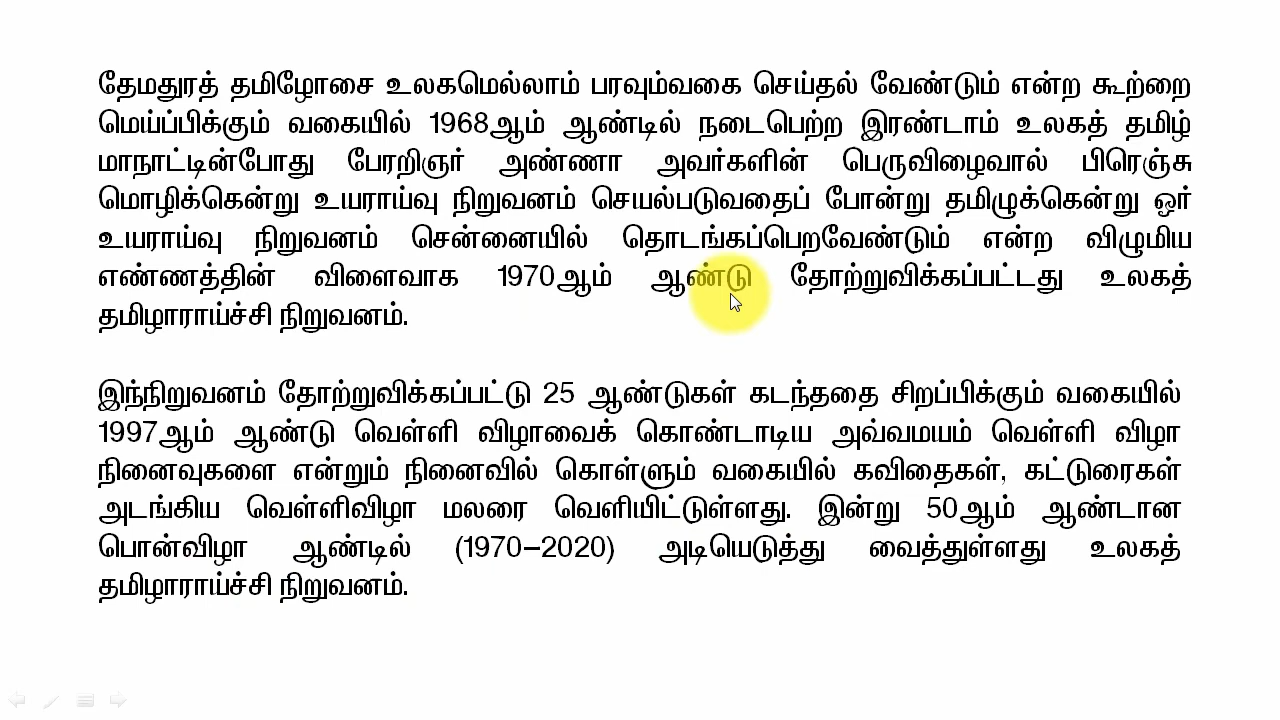 தேமதுரத் தமிழோசை உலகமெல்லாம் பரவும்வகை செய்தல் வேண்டும் என்ற கூற்றை
மெய்ப்பிக்கும் வகையில் 1968ஆம் ஆண்டில் நடைபெற்ற இரண்டாம் உலகத் தமிழ்
மாநாட்டின்போது பேரறிஞர் அண்ணா அவர்களின் பெருவிழைவால் பிரெஞ்சு
மொழிக்கென்று உயராய்வு நிறுவனம் செயல்படுவதைப் போன்று தமிழுக்கென்று ஓர்
உயராய்வு நிறுவனம் சென்னையில் தொடங்கப்பெறவேண்டும் என்ற விழுமிய
எண்ணத்தின் விளைவாக 1970ஆம் ஆண்டு தோற்றுவிக்கப்பட்டது உலகத்
தமிழாராய்ச்சி நிறுவனம்.
இந்நிறுவனம் தோற்றுவிக்கப்பட்டு 25 ஆண்டுகள் கடந்ததை சிறப்பிக்கும் வகையில்
1997ஆம் ஆண்டு வெள்ளி விழாவைக் கொண்டாடிய அவ்வமயம் வெள்ளி விழா
நினைவுகளை என்றும் நினைவில் கொள்ளும் வகையில் கவிதைகள், கட்டுரைகள்
அடங்கிய வெள்ளிவிழா மலரை வெளியிட்டுள்ளது. இன்று 50ஆம் ஆண்டான
பொன்விழா ஆண்டில் (1970–2020) அடியெடுத்து வைத்துள்ளது உலகத்
தமிழாராய்ச்சி நிறுவனம்.